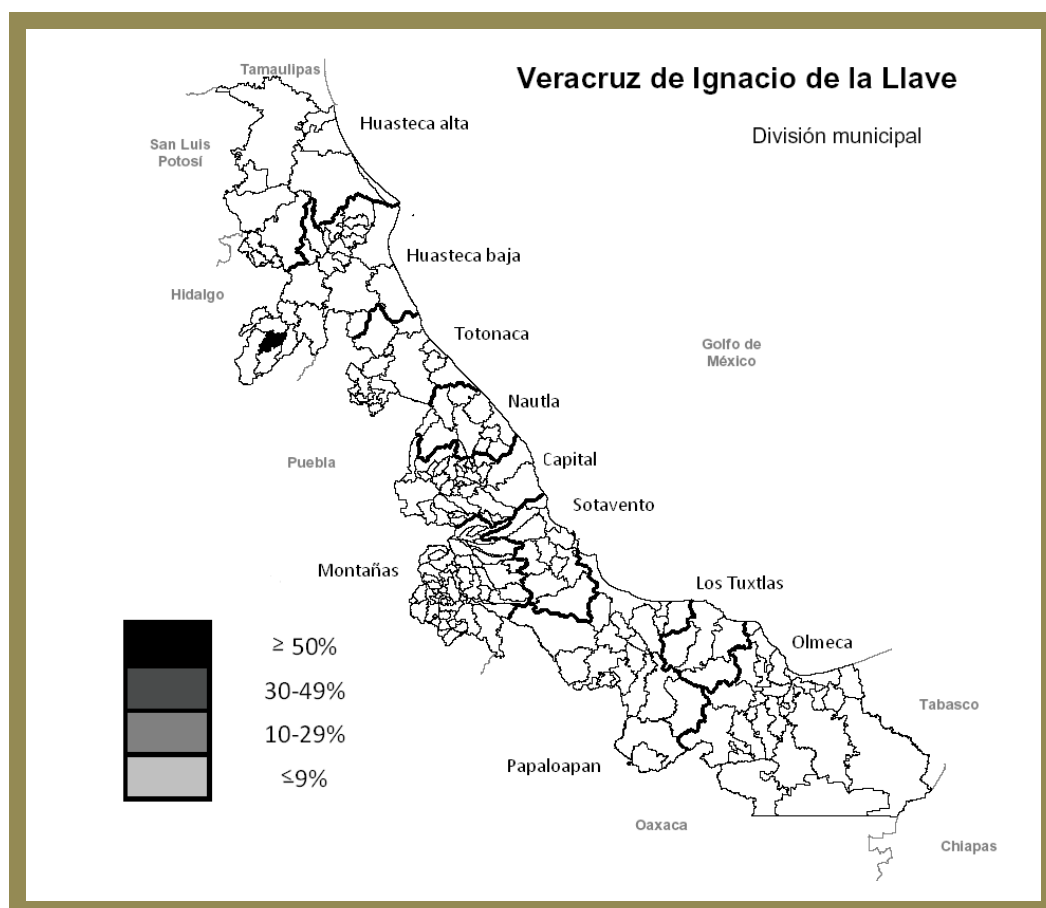 Tamaulipas
Veracruz de Ignacio de la Llave
Huasteca alta
División municipal
San Luis
Potosí
Huasteca baja
Hidalgo
Totonaca
Golfo de
México
Nautla
Puebla
Capital
Sotavento
Montañas
Los Tuxtlas
Olmeca
≥ 50%
30-49%
10-29%
≤9%
Tabasco
Papaloapan
Oaxaca
Chiapas